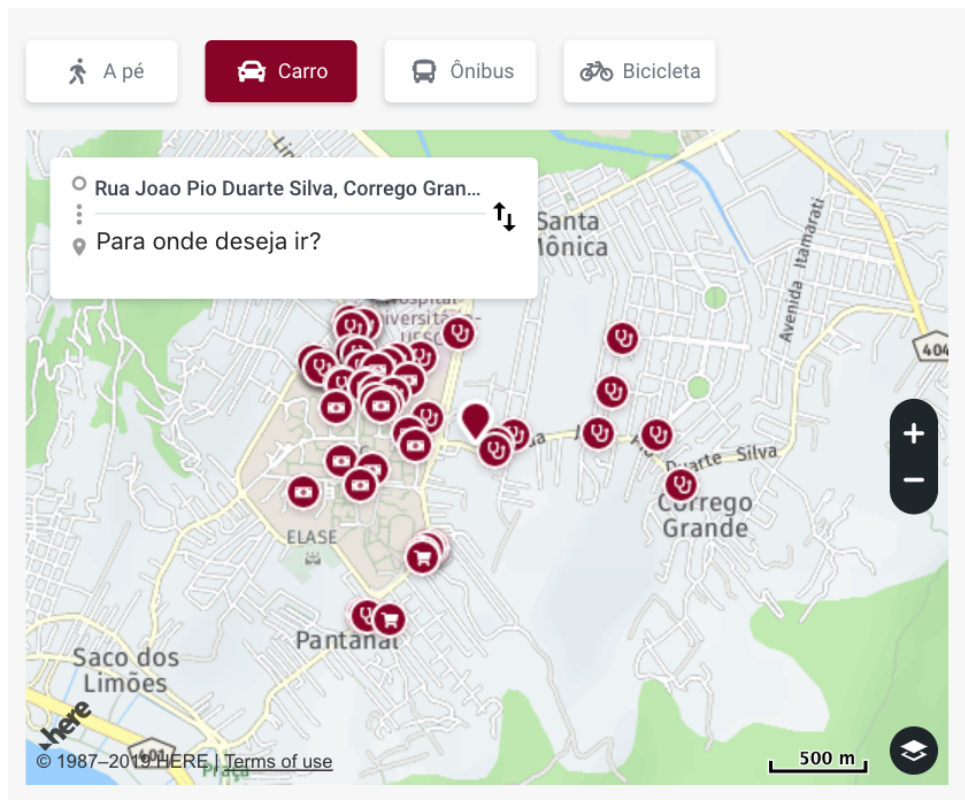 A pé
Carro
Ônibus
Bicicleta
Rua Joao Pio Duarte Silva, Corrego Gran...
Para onde deseja ir?
Santa
Mônica
Avenida Itamarati
404
Duarte Silva
Corrego
Grande
ELASE
Pantanal
Saco dos
Limões
here
401
© 1987–2019 HERE | Terms of use
500 m